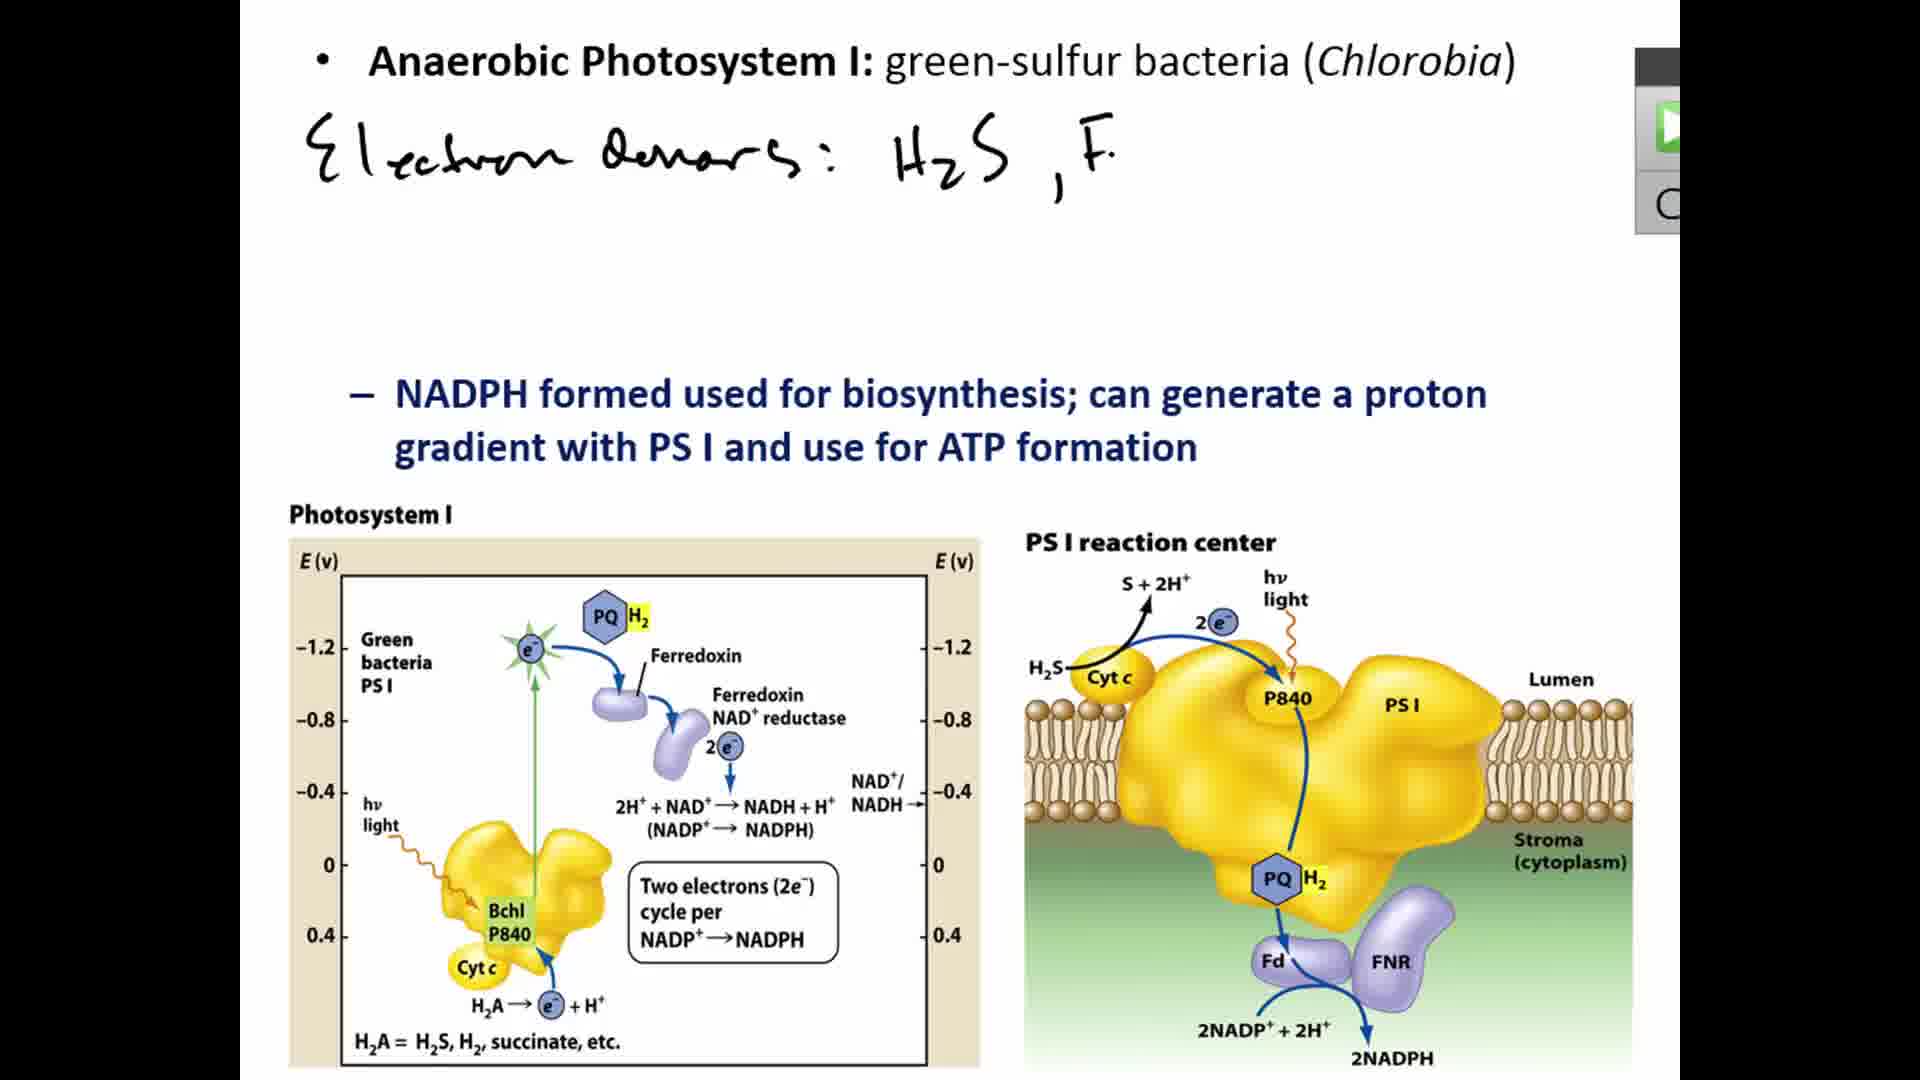 • Anaerobic Photosystem I: green-sulfur bacteria (Chlorobia)
Electron donors: H₂S, F
– NADPH formed used for biosynthesis; can generate a proton
gradient with PS I and use for ATP formation
Photosystem I
E (v)
E (v)
–1.2
–0.8
–0.4
0
0.4
Green
bacteria
PS I
e⁻
PQ H₂
Ferredoxin
Ferredoxin
NAD⁺ reductase
2 e⁻
2H⁺ + NAD⁺ → NADH + H⁺
(NADP⁺ → NADPH)
NAD⁺/
NADH →
–1.2
–0.8
–0.4
0
0.4
hν
light
Bchl
P840
Cyt c
H₂A → e⁻ + H⁺
Two electrons (2e⁻)
cycle per
NADP⁺ → NADPH
H₂A = H₂S, H₂, succinate, etc.
PS I reaction center
S + 2H⁺
hν
light
2 e⁻
H₂S
Cyt c
P840
PS I
Lumen
Stroma
(cytoplasm)
PQ H₂
Fd
FNR
2NADP⁺ + 2H⁺
2NADPH